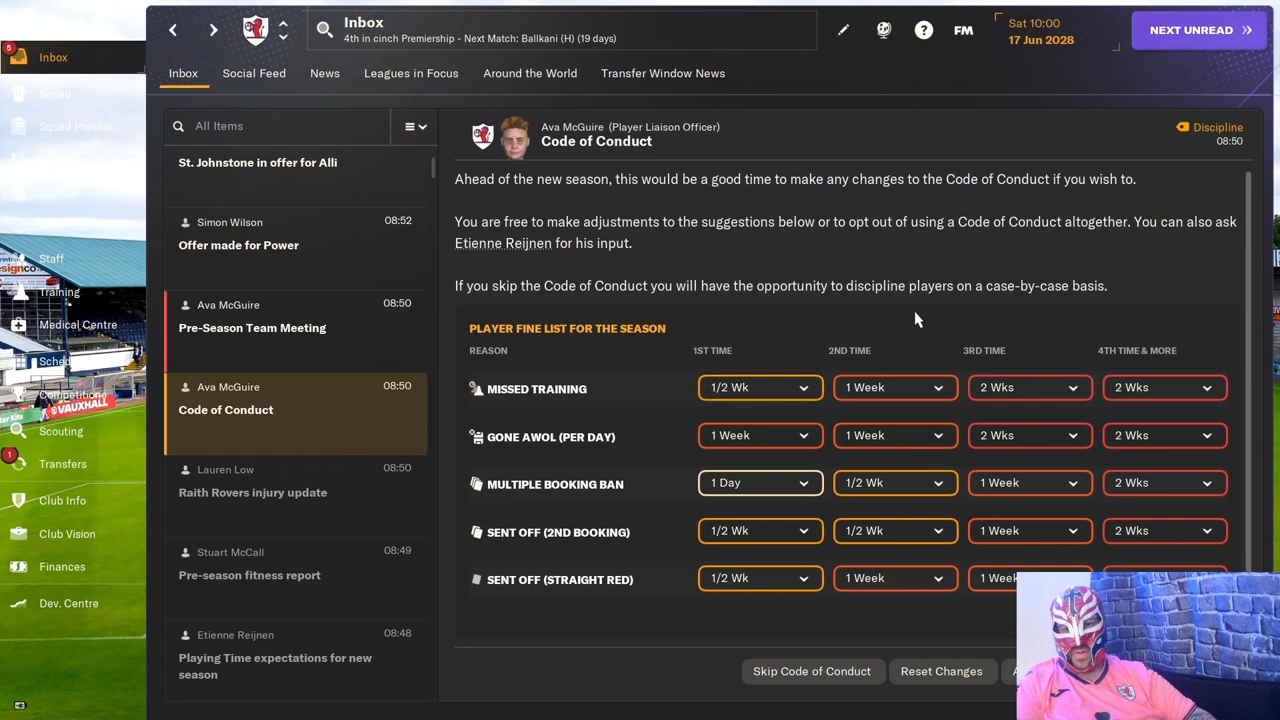 Inbox
4th in cinch Premiership - Next Match: Ballkani (H) (19 days)
FM
Sat 10:00
17 Jun 2028
NEXT UNREAD
5
Inbox
Squad
Squad Planner
Staff
Training
Medical Centre
Sched
Competitions
Scouting
1
Transfers
Club Info
Club Vision
Finances
Dev. Centre
VAUXHALL
Inbox
Social Feed
News
Leagues in Focus
Around the World
Transfer Window News
All Items
St. Johnstone in offer for Alli
Simon Wilson 08:52
Offer made for Power
Ava McGuire 08:50
Pre-Season Team Meeting
Ava McGuire 08:50
Code of Conduct
Lauren Low 08:50
Raith Rovers injury update
Stuart McCall 08:49
Pre-season fitness report
Etienne Reijnen 08:48
Playing Time expectations for new
season
Ava McGuire (Player Liaison Officer)
Code of Conduct
Discipline
08:50
Ahead of the new season, this would be a good time to make any changes to the Code of Conduct if you wish to.
You are free to make adjustments to the suggestions below or to opt out of using a Code of Conduct altogether. You can also ask
Etienne Reijnen for his input.
If you skip the Code of Conduct you will have the opportunity to discipline players on a case-by-case basis.
PLAYER FINE LIST FOR THE SEASON
REASON 1ST TIME 2ND TIME 3RD TIME 4TH TIME & MORE
MISSED TRAINING 1/2 Wk 1 Week 2 Wks 2 Wks
GONE AWOL (PER DAY) 1 Week 1 Week 2 Wks 2 Wks
MULTIPLE BOOKING BAN 1 Day 1/2 Wk 1 Week 2 Wks
SENT OFF (2ND BOOKING) 1/2 Wk 1/2 Wk 1 Week 2 Wks
SENT OFF (STRAIGHT RED) 1/2 Wk 1 Week 1 Week
Skip Code of Conduct
Reset Changes